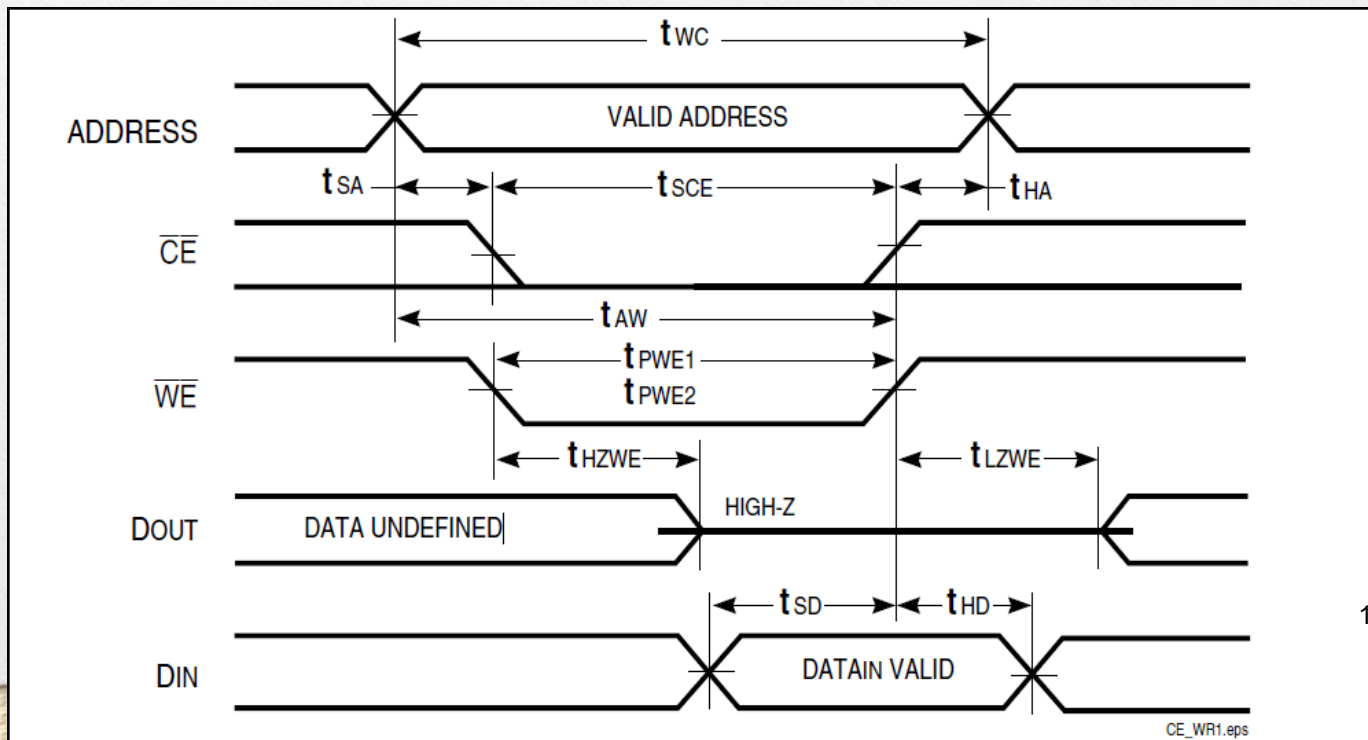 tWC
ADDRESS
VALID ADDRESS
tSA
tSCE
tHA
CE
tAW
tPWE1
WE
tPWE2
tHZWE
tLZWE
HIGH-Z
DOUT
DATA UNDEFINED
tSD
tHD
1
DIN
DATAIN VALID
CE_WR1.eps